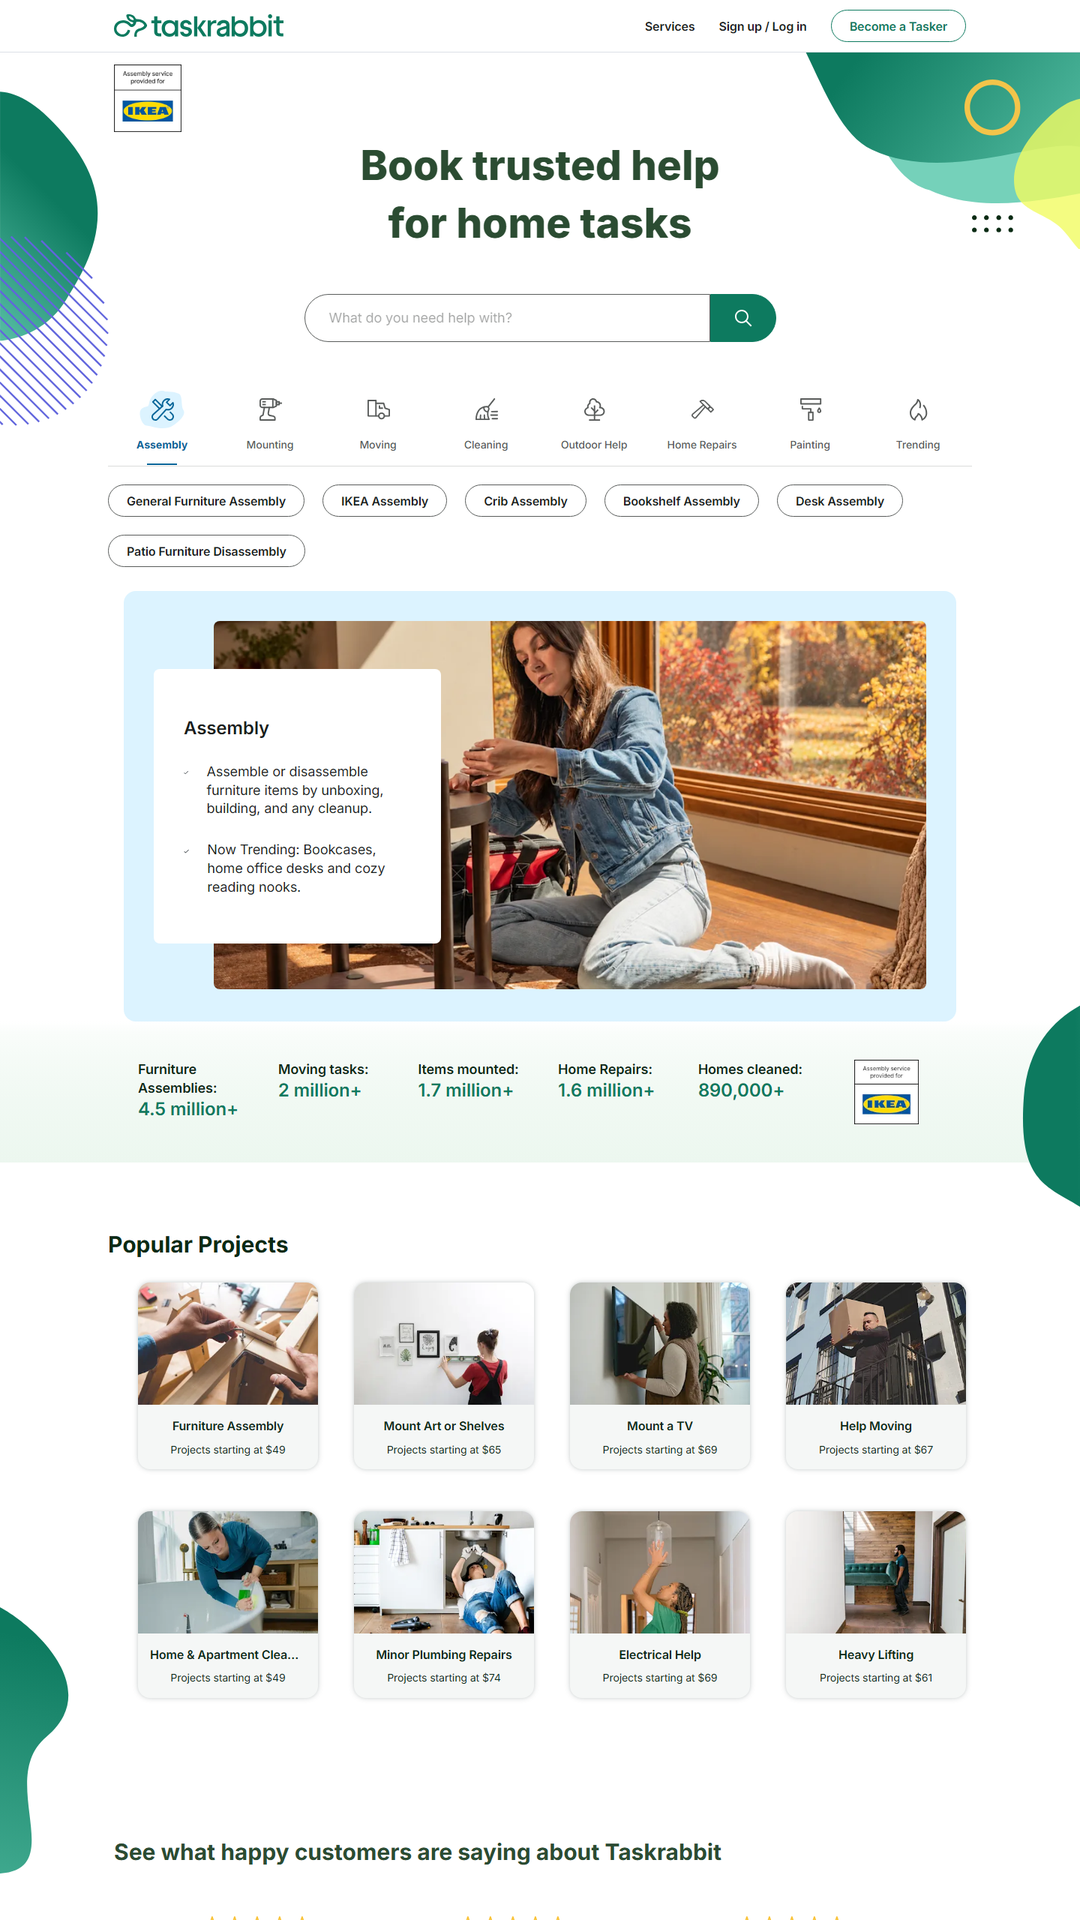 taskrabbit
Services
Sign up / Log in
Become a Tasker
Assembly service
provided for
IKEA
Book trusted help
for home tasks
What do you need help with?
Assembly
Mounting
Moving
Cleaning
Outdoor Help
Home Repairs
Painting
Trending
General Furniture Assembly
IKEA Assembly
Crib Assembly
Bookshelf Assembly
Desk Assembly
Patio Furniture Disassembly
Assembly
Assemble or disassemble
furniture items by unboxing,
building, and any cleanup.
Now Trending: Bookcases,
home office desks and cozy
reading nooks.
Furniture
Assemblies:
4.5 million+
Moving tasks:
2 million+
Items mounted:
1.7 million+
Home Repairs:
1.6 million+
Homes cleaned:
890,000+
Assembly service
provided for
IKEA
Popular Projects
Furniture Assembly
Projects starting at $49
Mount Art or Shelves
Projects starting at $65
Mount a TV
Projects starting at $69
Help Moving
Projects starting at $67
Home & Apartment Clea...
Projects starting at $49
Minor Plumbing Repairs
Projects starting at $74
Electrical Help
Projects starting at $69
Heavy Lifting
Projects starting at $61
See what happy customers are saying about Taskrabbit